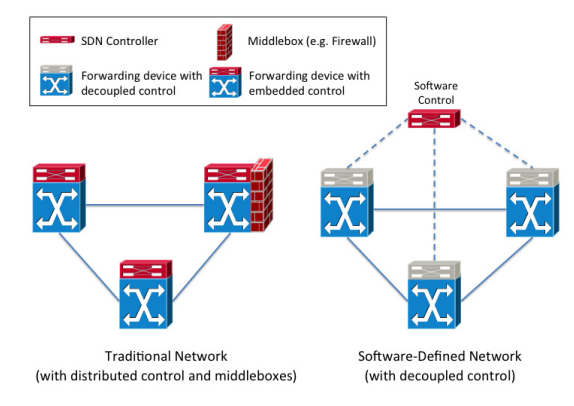 SDN Controller
Middlebox (e.g. Firewall)
Forwarding device with
decoupled control
Forwarding device with
embedded control
Software
Control
Traditional Network
(with distributed control and middleboxes)
Software-Defined Network
(with decoupled control)